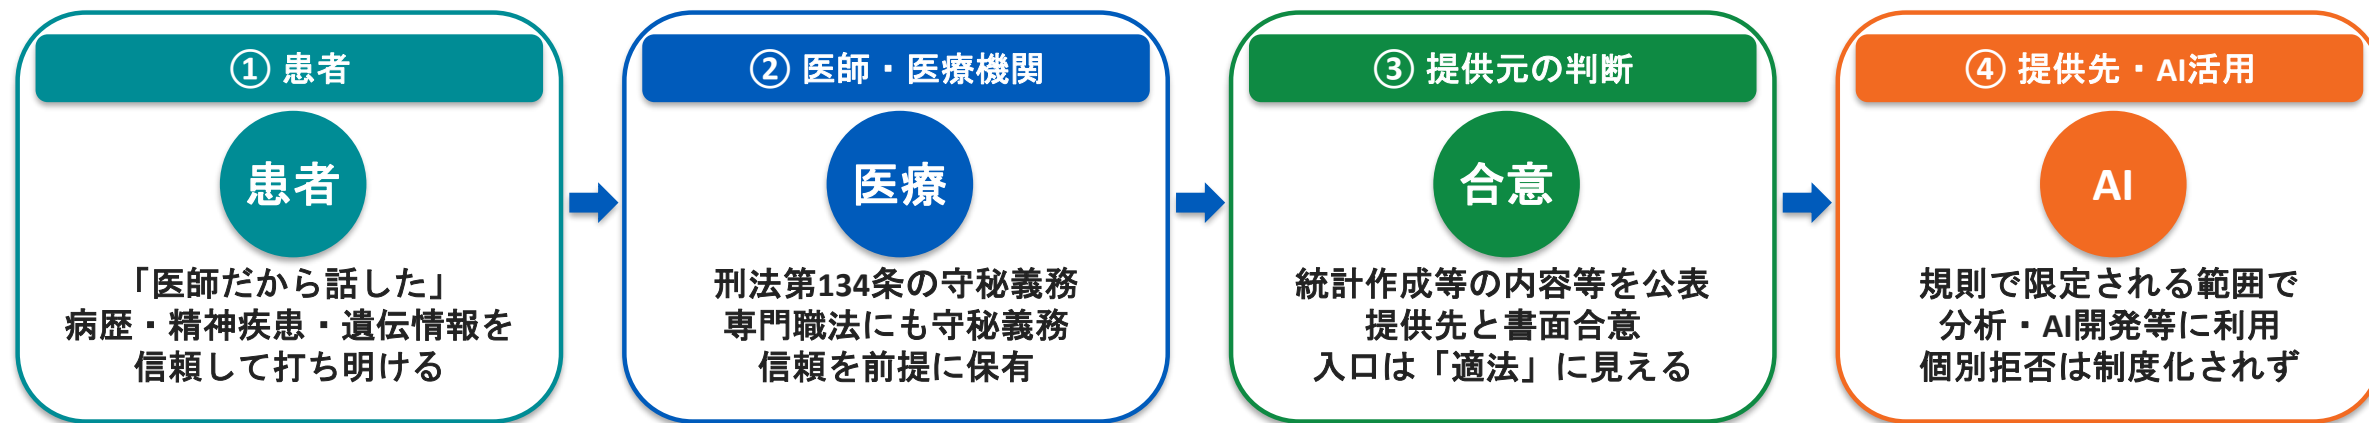 ① 患者
患者
「医師だから話した」
病歴・精神疾患・遺伝情報を
信頼して打ち明ける
② 医師・医療機関
医療
刑法第134条の守秘義務
専門職法にも守秘義務
信頼を前提に保有
③ 提供元の判断
合意
統計作成等の内容等を公表
提供先と書面合意
入口は「適法」に見える
④ 提供先・AI活用
AI
規則で限定される範囲で
分析・AI開発等に利用
個別拒否は制度化されず